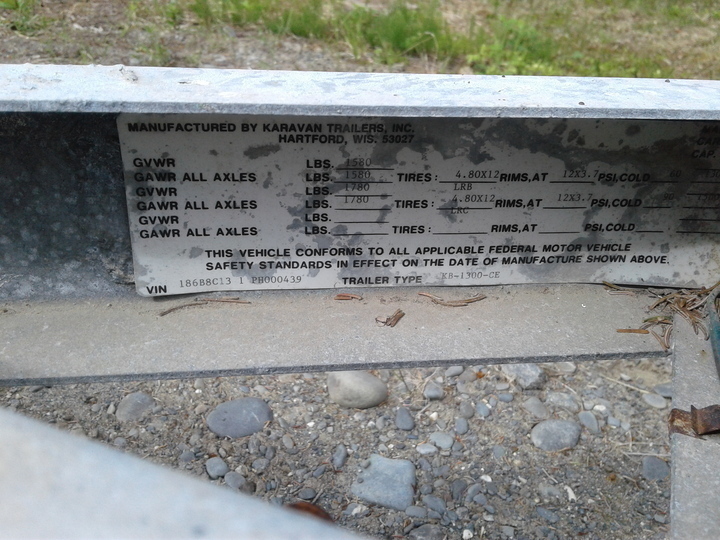 MANUFACTURED BY KARAVAN TRAILERS, INC.
HARTFORD, WIS. 53027
GVWR LBS. 1580
GAWR ALL AXLES LBS. 1580 TIRES: 4.80X12 RIMS, AT 12X3.7 PSI, COLD 60
GVWR LBS. 1780 LRB
GAWR ALL AXLES LBS. 1780 TIRES: 4.80X12 RIMS, AT 12X3.7 PSI, COLD
GVWR LBS. LRC
GAWR ALL AXLES LBS. TIRES: RIMS, AT PSI, COLD
THIS VEHICLE CONFORMS TO ALL APPLICABLE FEDERAL MOTOR VEHICLE
SAFETY STANDARDS IN EFFECT ON THE DATE OF MANUFACTURE SHOWN ABOVE.
VIN 186B8C13 1 PH000439 TRAILER TYPE KB-1300-CE